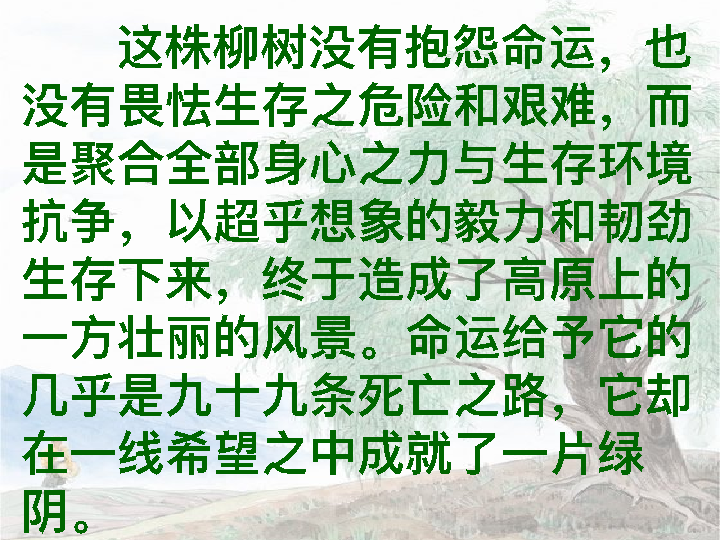 这株柳树没有抱怨命运，也
没有畏怯生存之危险和艰难，而
是聚合全部身心之力与生存环境
抗争，以超乎想象的毅力和韧劲
生存下来，终于造成了高原上的
一方壮丽的风景。命运给予它的
几乎是九十九条死亡之路，它却
在一线希望之中成就了一片绿
阴。